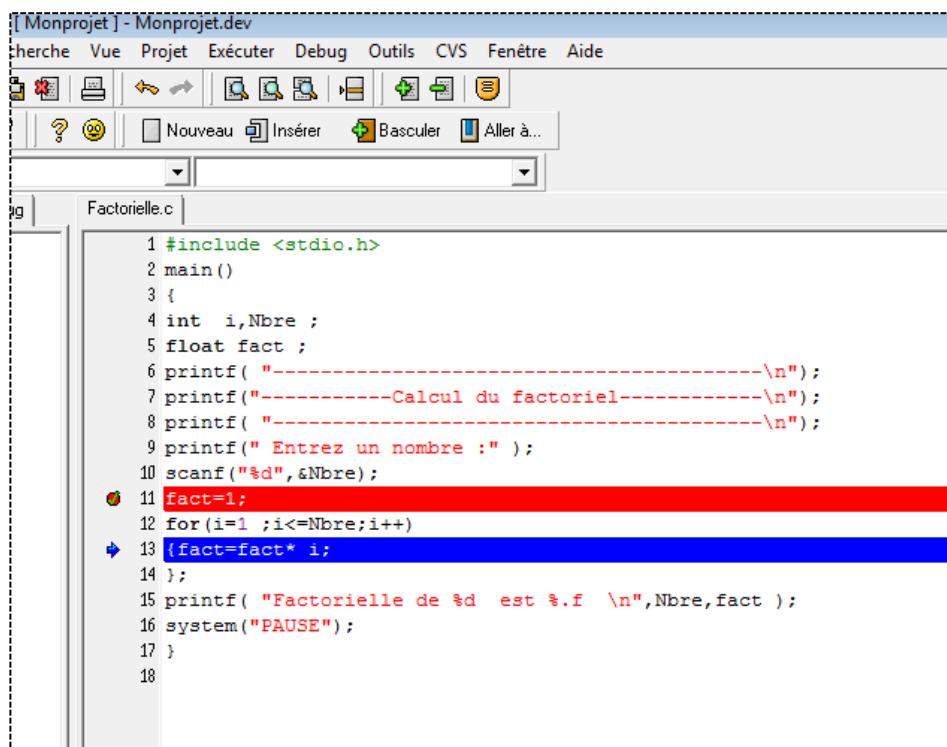 [ Monprojet ] - Monprojet.dev
cherche Vue Projet Exécuter Debug Outils CVS Fenêtre Aide
Nouveau Insérer Basculer Aller à...
Factorielle.c
1 #include <stdio.h>
2 main()
3 {
4 int  i,Nbre ;
5 float fact ;
6 printf( "------------------------------------------\n");
7 printf("-----------Calcul du factoriel------------\n");
8 printf( "------------------------------------------\n");
9 printf(" Entrez un nombre :" );
10 scanf("%d",&Nbre);
11 fact=1;
12 for(i=1 ;i<=Nbre;i++)
13 {fact=fact* i;
14 };
15 printf( "Factorielle de %d  est %.f  \n",Nbre,fact );
16 system("PAUSE");
17 }
18